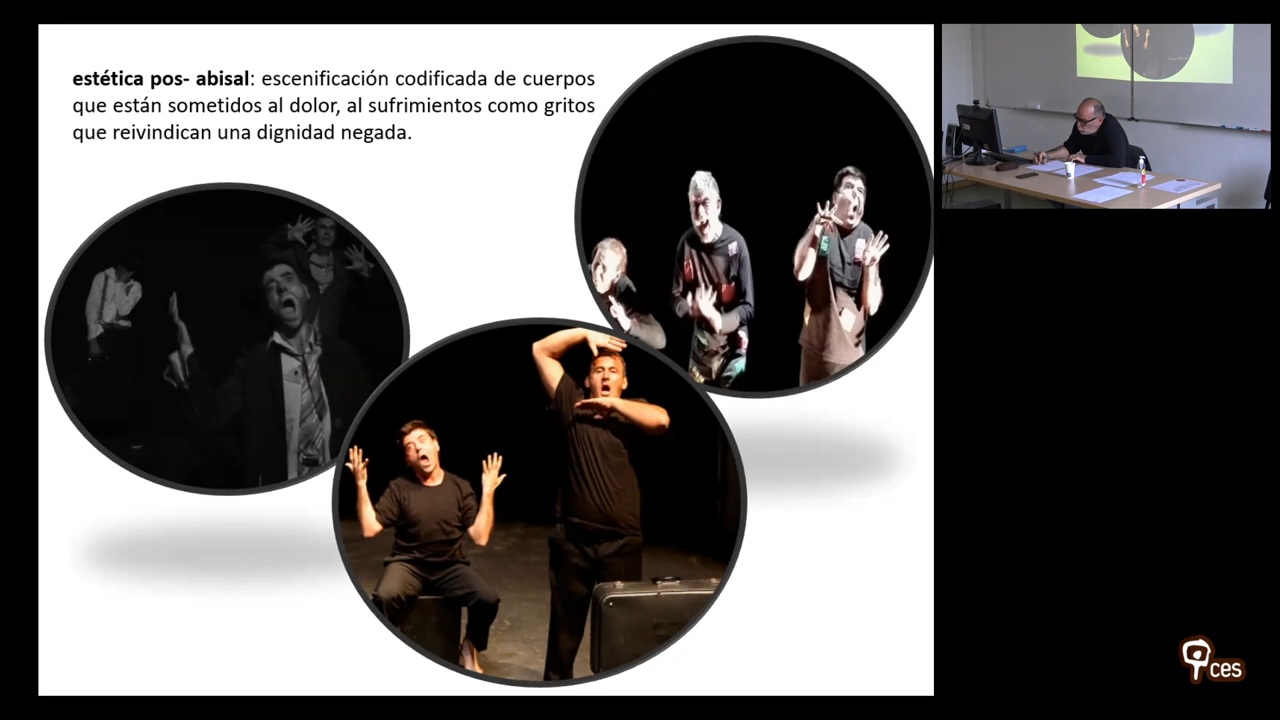 estética pos- abisal: escenificación codificada de cuerpos
que están sometidos al dolor, al sufrimientos como gritos
que reivindican una dignidad negada.
ces